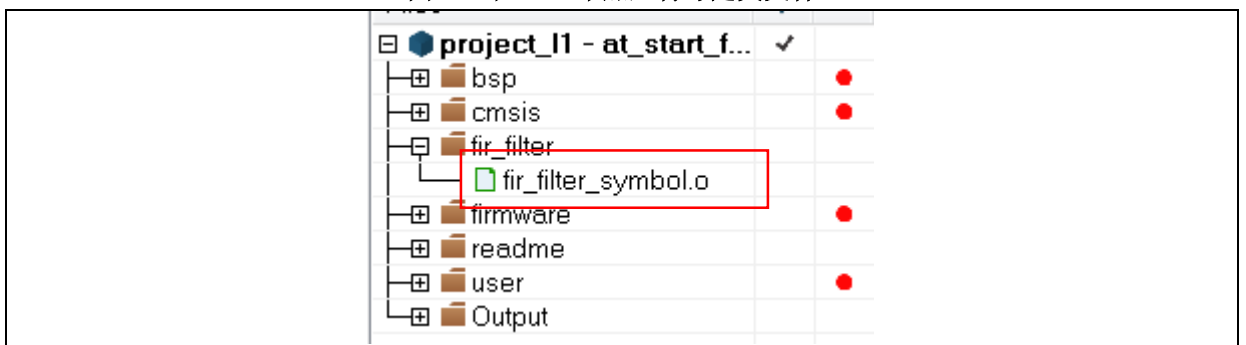 project_l1 - at_start_f...
bsp
cmsis
fir_filter
fir_filter_symbol.o
firmware
readme
user
Output